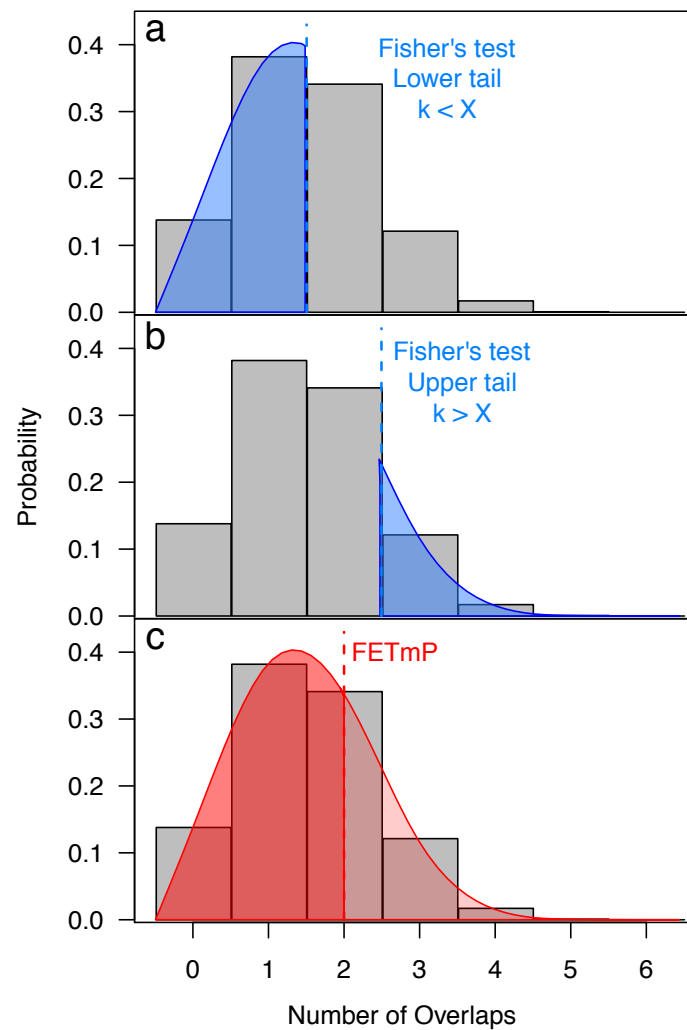 a
Fisher's test
Lower tail
k < X
0.4
0.3
0.2
0.1
0.0
b
Fisher's test
Upper tail
k > X
0.4
0.3
0.2
0.1
0.0
Probability
c
FETmP
0.4
0.3
0.2
0.1
0.0
0 1 2 3 4 5 6
Number of Overlaps